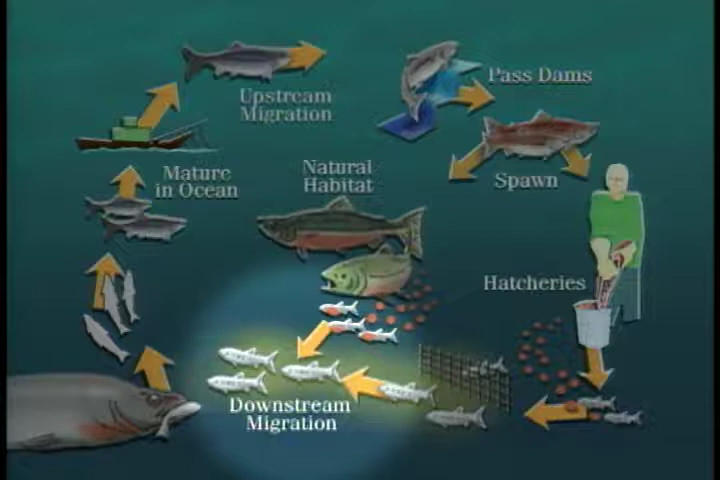 Pass Dams
Upstream
Migration
Mature
in Ocean
Natural
Habitat
Spawn
Hatcheries
Downstream
Migration